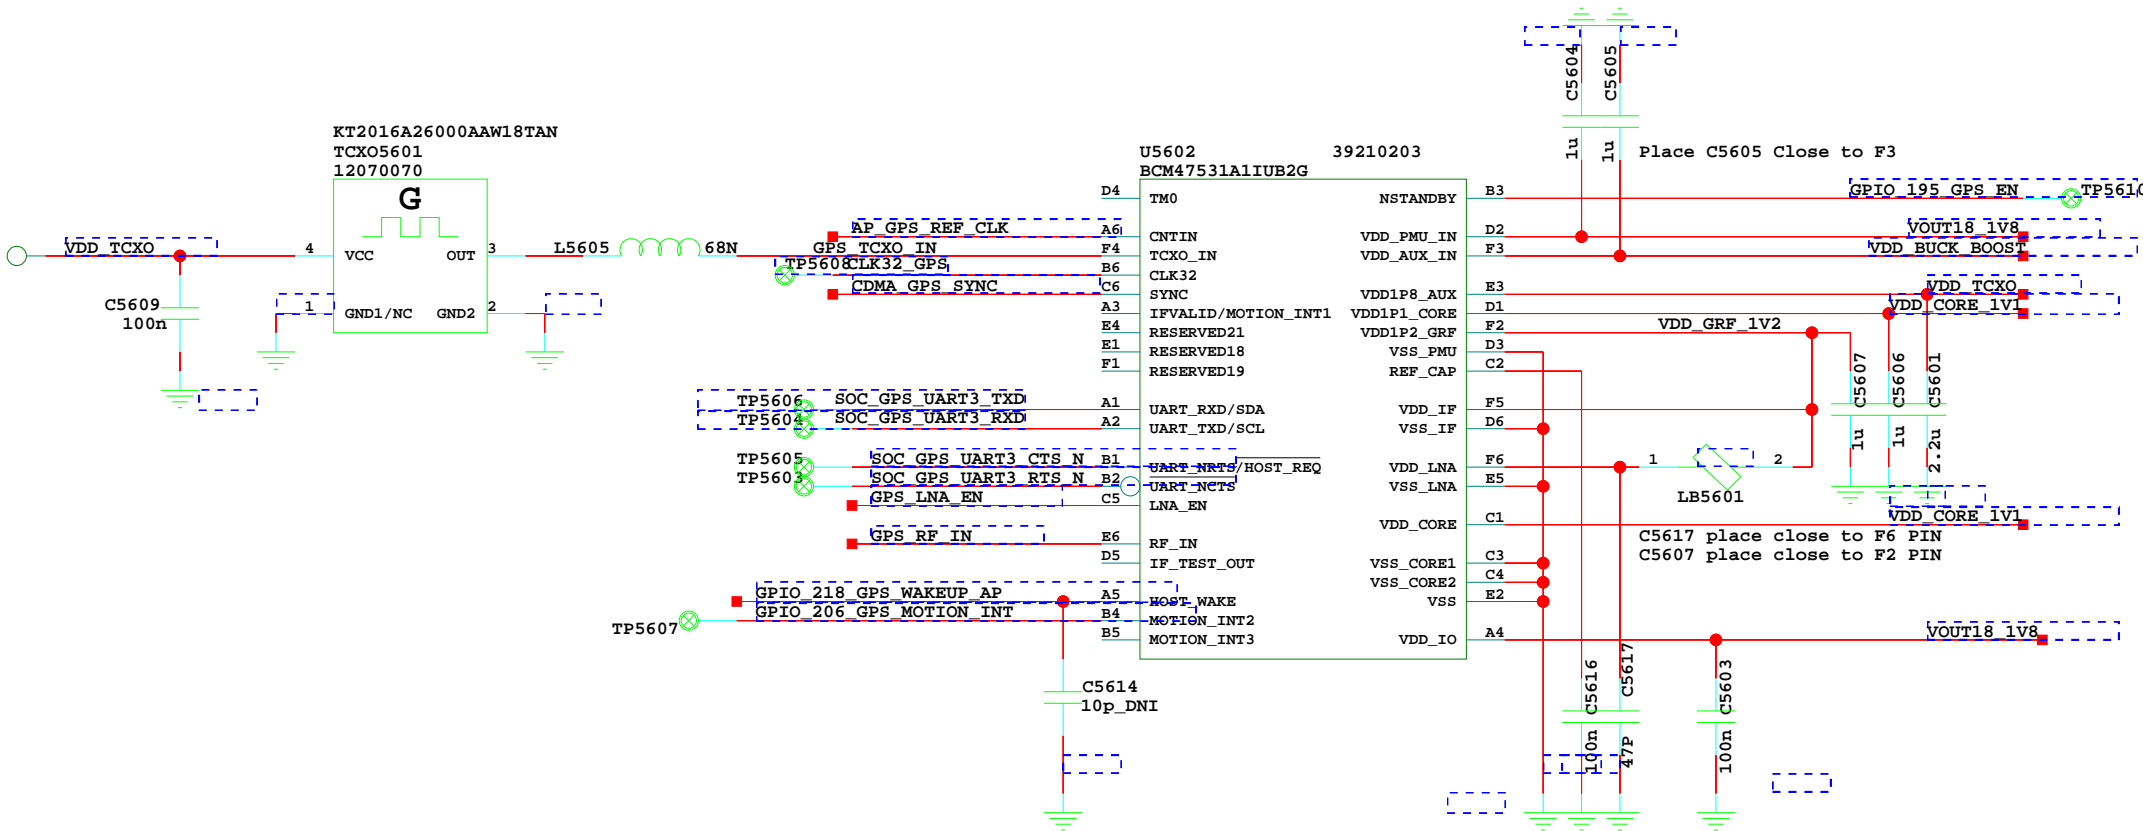 C5604
C5605
1u
1u
Place C5605 Close to F3
KT2016A26000AAW18TAN
TCXO5601
12070070
G
VDD_TCXO
4
VCC
OUT
3
1
GND1/NC
GND2
2
C5609
100n
L5605
68N
U5602
39210203
BCM47531A1IUB2G
D4
TM0
AP_GPS_REF_CLK
A6
CNTIN
GPS_TCXO_IN
F4
TCXO_IN
TP5608
CLK32_GPS
B6
CLK32
CDMA_GPS_SYNC
C6
SYNC
A3
IFVALID/MOTION_INT1
E4
RESERVED21
E1
RESERVED18
F1
RESERVED19
TP5606
SOC_GPS_UART3_TXD
A1
UART_RXD/SDA
TP5604
SOC_GPS_UART3_RXD
A2
UART_TXD/SCL
TP5605
SOC_GPS_UART3_CTS_N
B1
UART_NRTS/HOST_REQ
TP5603
SOC_GPS_UART3_RTS_N
B2
UART_NCTS
GPS_LNA_EN
C5
LNA_EN
GPS_RF_IN
E6
RF_IN
D5
IF_TEST_OUT
GPIO_218_GPS_WAKEUP_AP
A5
HOST_WAKE
TP5607
GPIO_206_GPS_MOTION_INT
B4
MOTION_INT2
B5
MOTION_INT3
C5614
10p_DNI
NSTANDBY
B3
GPIO_195_GPS_EN
TP5610
VDD_PMU_IN
D2
VOUT18_1V8
VDD_AUX_IN
F3
VDD_BUCK_BOOST
VDD1P8_AUX
E3
VDD_TCXO
VDD1P1_CORE
D1
VDD_CORE_1V1
VDD1P2_GRF
F2
VDD_GRF_1V2
VSS_PMU
D3
REF_CAP
C2
VDD_IF
F5
VSS_IF
D6
VDD_LNA
F6
1
2
LB5601
VSS_LNA
E5
VDD_CORE
C1
VDD_CORE_1V1
C5607
C5606
C5601
1u
1u
2.2u
C5617 place close to F6 PIN
C5607 place close to F2 PIN
VSS_CORE1
C3
VSS_CORE2
C4
VSS
E2
VDD_IO
A4
VOUT18_1V8
C5616
C5617
C5603
100n
47P
100n